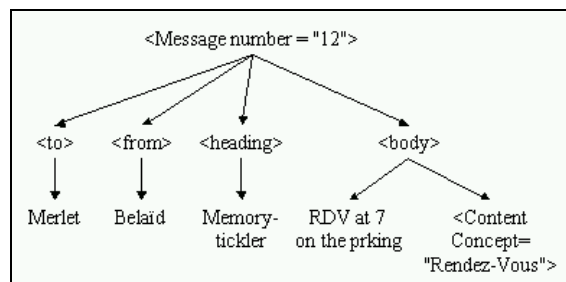 <Message number = "12">
<to> <from> <heading> <body>
Merlet Belaïd Memory- RDV at 7 <Content
tickler on the prking Concept=
"Rendez-Vous">